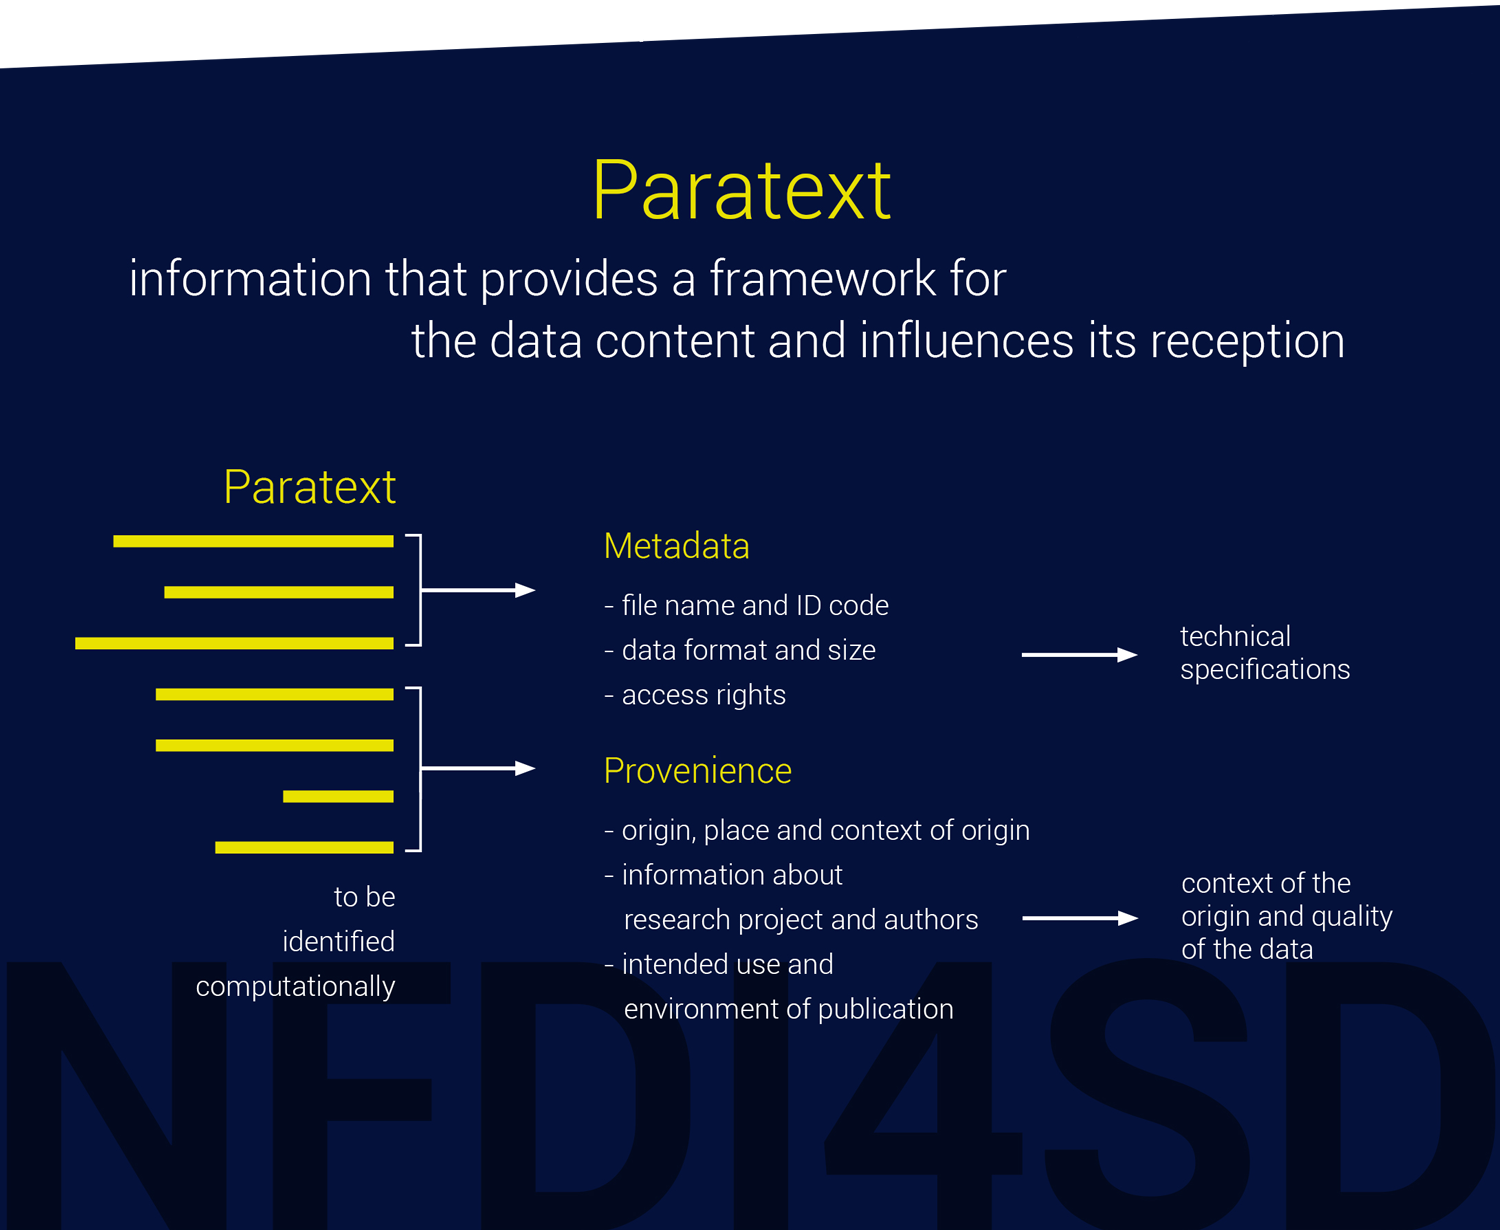 Paratext
information that provides a framework for
the data content and influences its reception
Paratext
to be
identified
computationally
Metadata
- file name and ID code
- data format and size
- access rights
technical
specifications
Provenience
- origin, place and context of origin
- information about
research project and authors
- intended use and
environment of publication
context of the
origin and quality
of the data
NFDI4SD